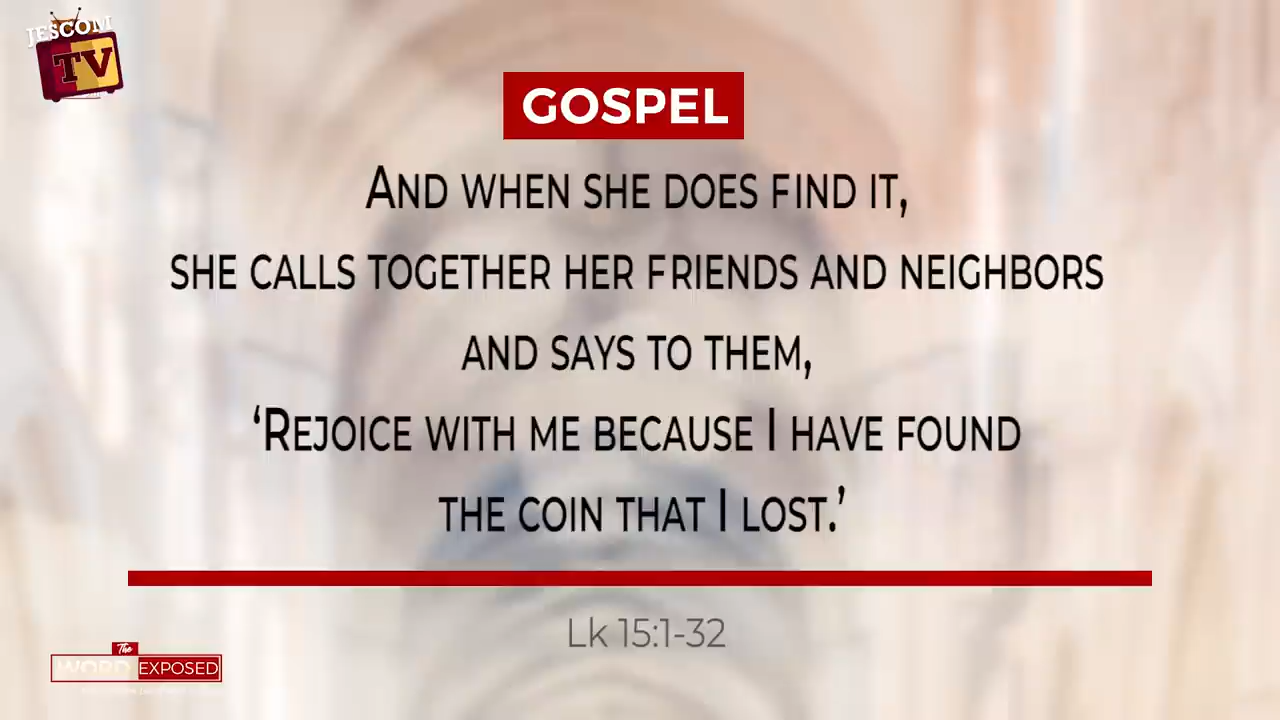 JESCOM
TV
GOSPEL
AND WHEN SHE DOES FIND IT,
SHE CALLS TOGETHER HER FRIENDS AND NEIGHBORS
AND SAYS TO THEM,
‘REJOICE WITH ME BECAUSE I HAVE FOUND
THE COIN THAT I LOST.’
Lk 15:1-32
The
WORD EXPOSED